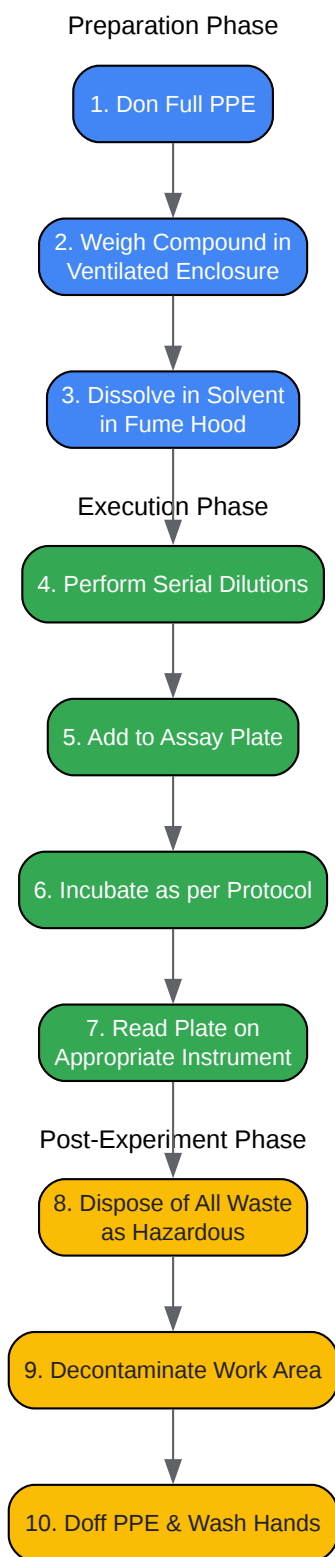 Preparation Phase
1. Don Full PPE
2. Weigh Compound in
Ventilated Enclosure
3. Dissolve in Solvent
in Fume Hood
Execution Phase
4. Perform Serial Dilutions
5. Add to Assay Plate
6. Incubate as per Protocol
7. Read Plate on
Appropriate Instrument
Post-Experiment Phase
8. Dispose of All Waste
as Hazardous
9. Decontaminate Work Area
10. Doff PPE & Wash Hands